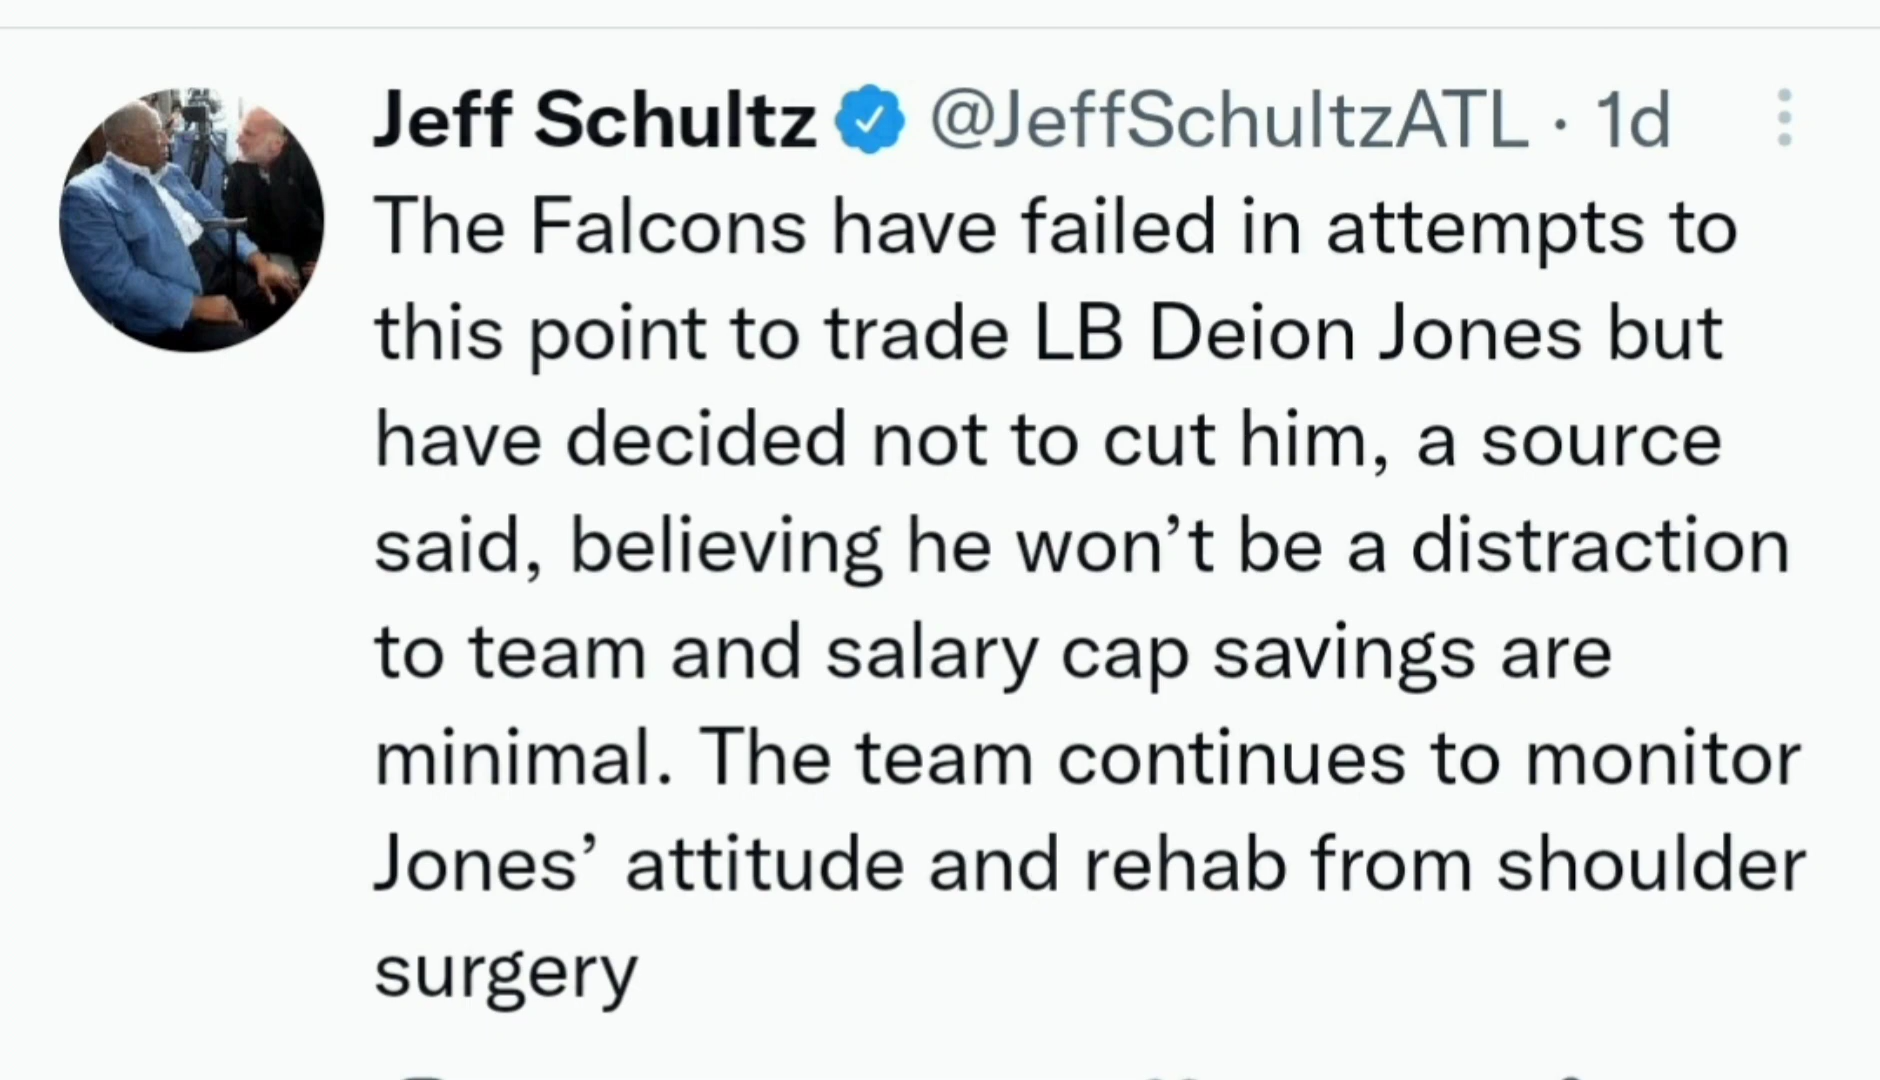 Jeff Schultz @JeffSchultzATL · 1d
The Falcons have failed in attempts to
this point to trade LB Deion Jones but
have decided not to cut him, a source
said, believing he won’t be a distraction
to team and salary cap savings are
minimal. The team continues to monitor
Jones’ attitude and rehab from shoulder
surgery